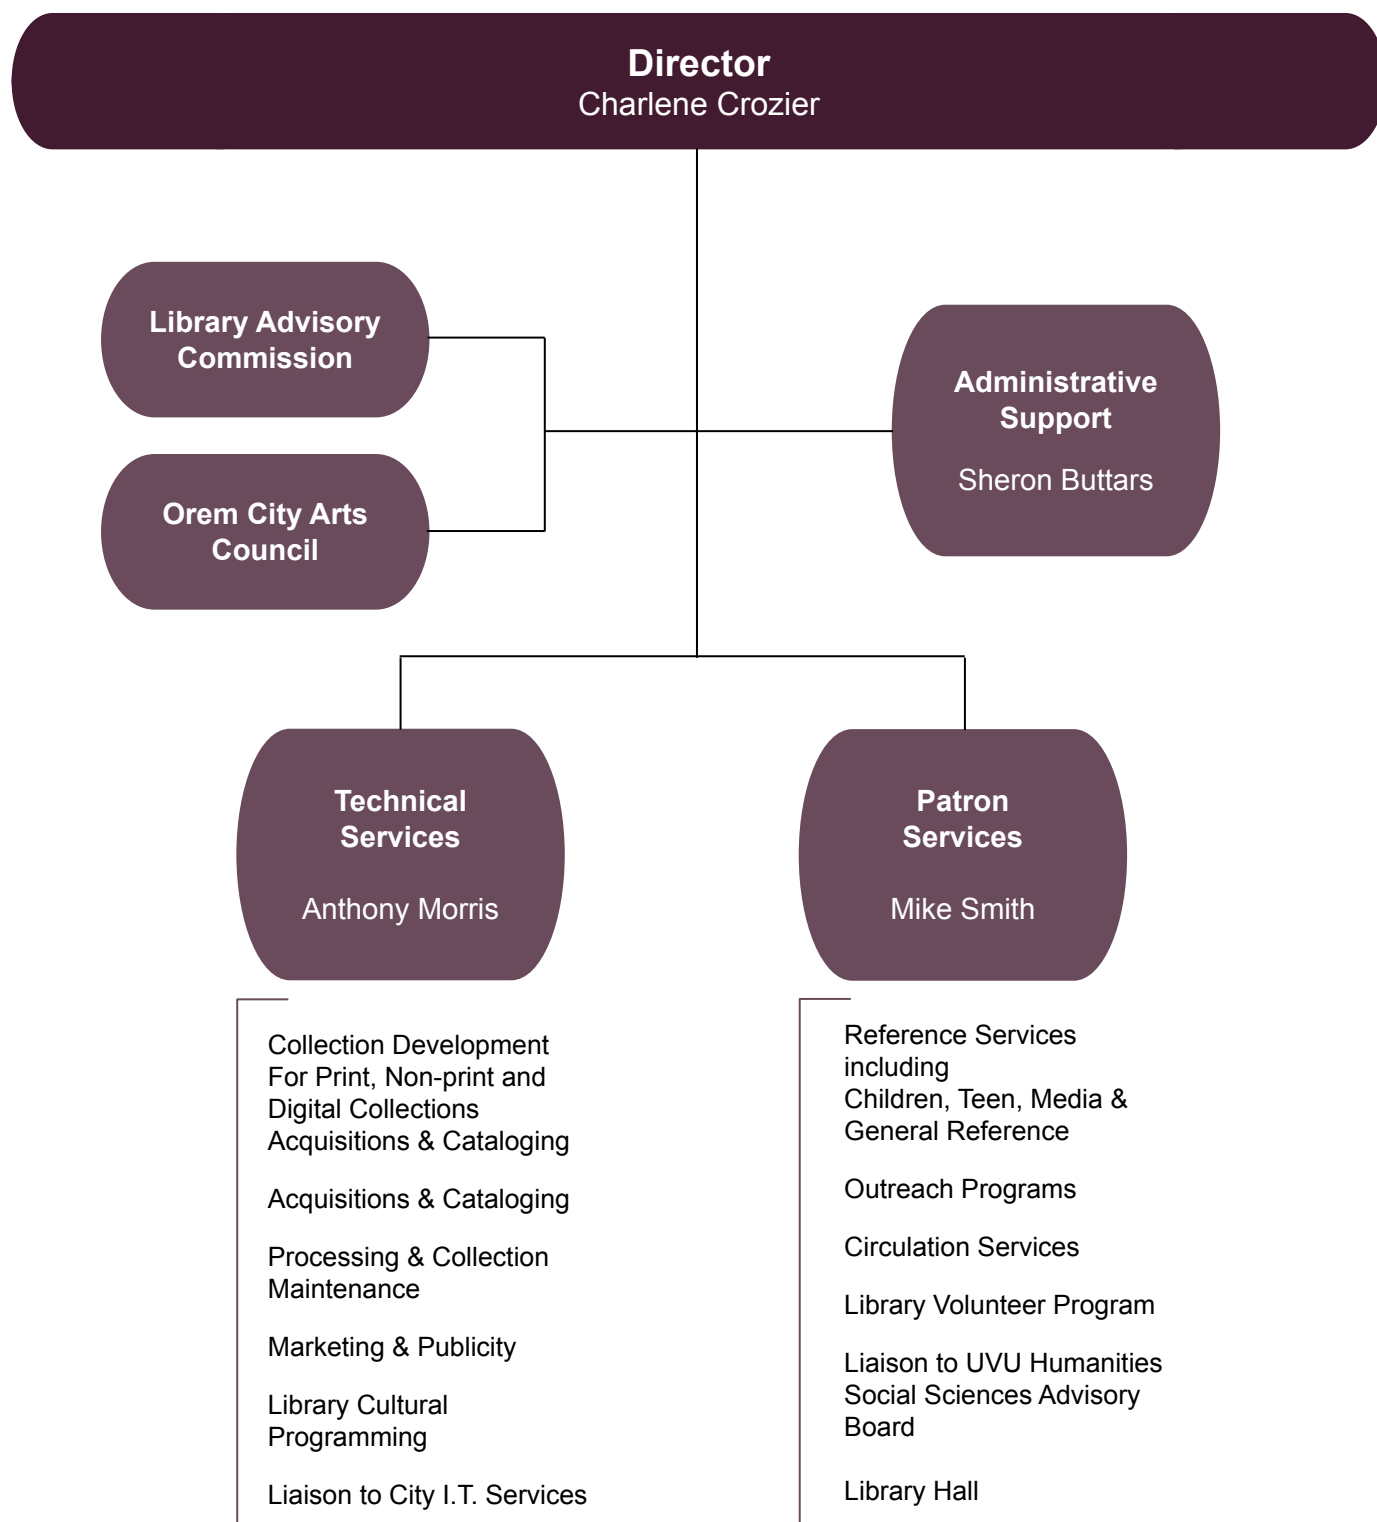 Director
Charlene Crozier
Library Advisory
Commission
Orem City Arts
Council
Administrative
Support
Sheron Buttars
Technical
Services
Anthony Morris
Patron
Services
Mike Smith
Collection Development
For Print, Non-print and
Digital Collections
Acquisitions & Cataloging
Acquisitions & Cataloging
Processing & Collection
Maintenance
Marketing & Publicity
Library Cultural
Programming
Liaison to City I.T. Services
Reference Services
including
Children, Teen, Media &
General Reference
Outreach Programs
Circulation Services
Library Volunteer Program
Liaison to UVU Humanities
Social Sciences Advisory
Board
Library Hall